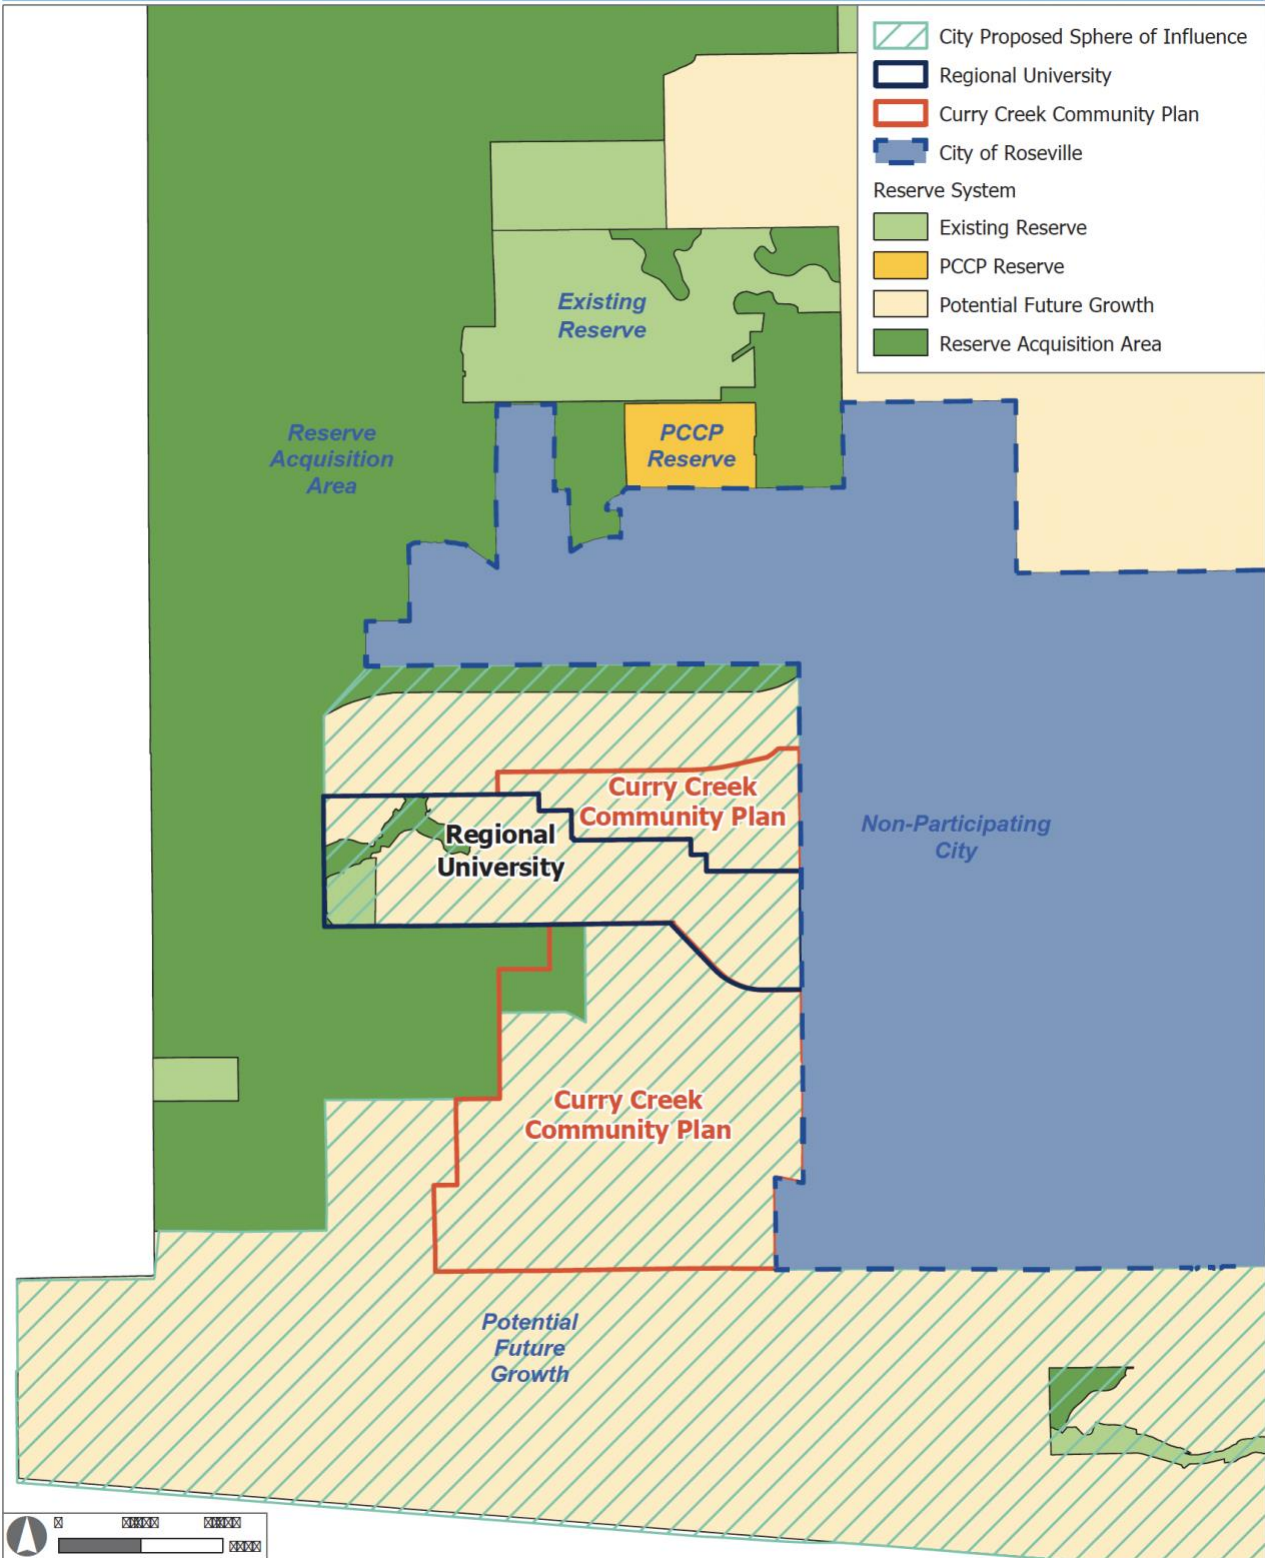 City Proposed Sphere of Influence
Regional University
Curry Creek Community Plan
City of Roseville
Reserve System
Existing Reserve
PCCP Reserve
Potential Future Growth
Reserve Acquisition Area
Existing
Reserve
Reserve
Acquisition
Area
PCCP
Reserve
Curry Creek
Community Plan
Regional
University
Non-Participating
City
Curry Creek
Community Plan
Potential
Future
Growth